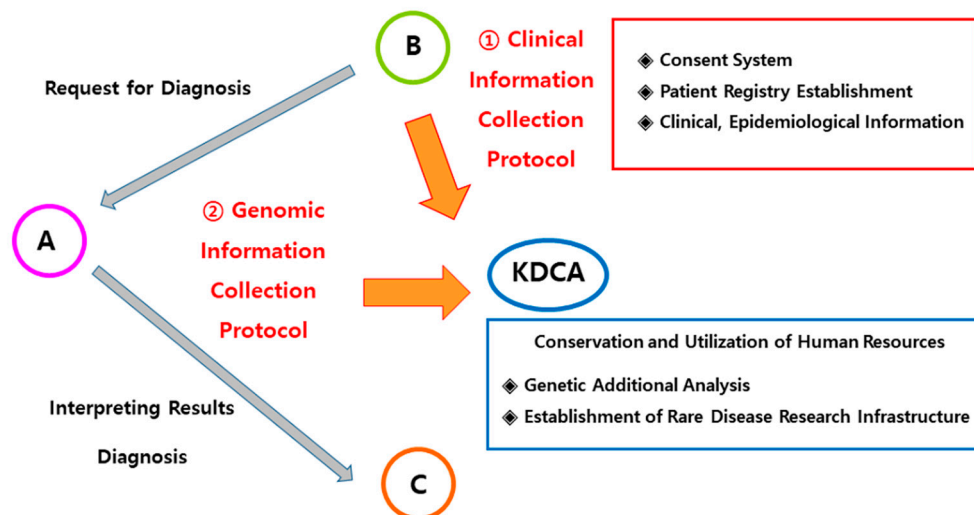 B
① Clinical
Information
Collection
Protocol
◈ Consent System
◈ Patient Registry Establishment
◈ Clinical, Epidemiological Information
Request for Diagnosis
A
② Genomic
Information
Collection
Protocol
KDCA
Conservation and Utilization of Human Resources
◈ Genetic Additional Analysis
◈ Establishment of Rare Disease Research Infrastructure
Interpreting Results
Diagnosis
C